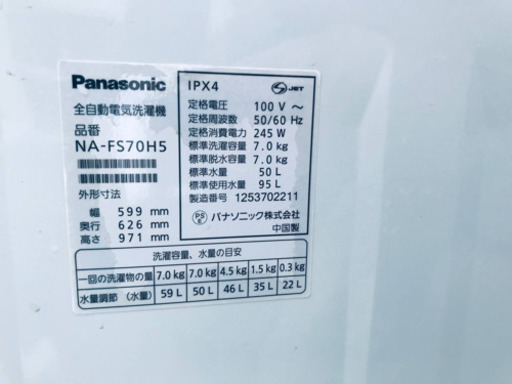 Panasonic
全自動電気洗濯機
品番
NA-FS70H5
外形寸法
幅 599 mm
奥行 626 mm
高さ 971 mm
IPX4
S JET
定格電圧 100 V ～
定格周波数 50/60 Hz
定格消費電力 245 W
標準洗濯容量 7.0 kg
標準脱水容量 7.0 kg
標準水量 50 L
標準使用水量 95 L
製造番号 1253702211
PS E パナソニック株式会社
中国製
洗濯容量、水量の目安
一回の洗濯物の量 7.0 kg 7.0 kg 4.5 kg 1.5 kg 0.3 kg
水量調節 (水量) 59 L 50 L 46 L 35 L 22 L